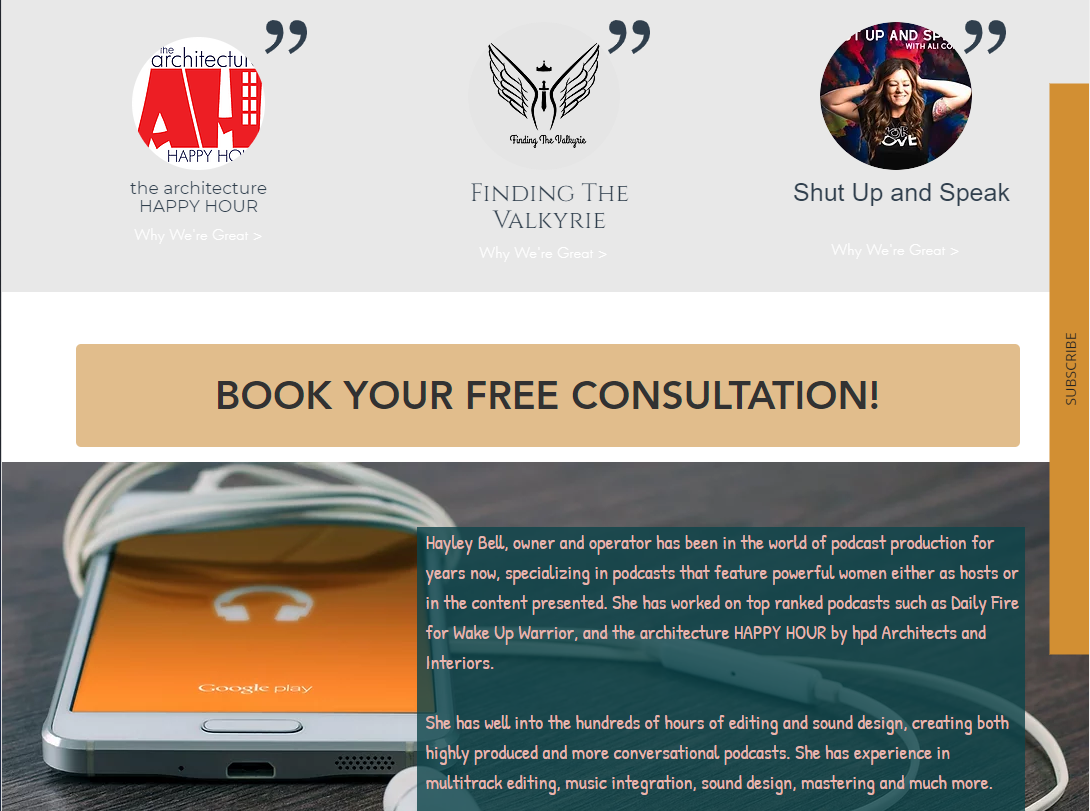 the
architectur
AH
HAPPY HO
Finding The Valkyrie
T UP AND SP
WITH ALI CO
LOVE
the architecture
HAPPY HOUR
FINDING THE
VALKYRIE
Shut Up and Speak
Why We're Great >
Why We're Great >
Why We're Great >
SUBSCRIBE
BOOK YOUR FREE CONSULTATION!
Google play
Hayley Bell, owner and operator has been in the world of podcast production for
years now, specializing in podcasts that feature powerful women either as hosts or
in the content presented. She has worked on top ranked podcasts such as Daily Fire
for Wake Up Warrior, and the architecture HAPPY HOUR by hpd Architects and
Interiors.
She has well into the hundreds of hours of editing and sound design, creating both
highly produced and more conversational podcasts. She has experience in
multitrack editing, music integration, sound design, mastering and much more.